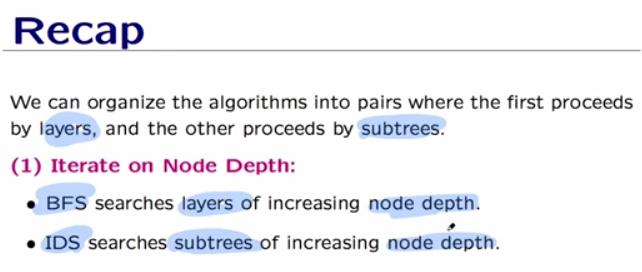 Recap
We can organize the algorithms into pairs where the first proceeds
by layers, and the other proceeds by subtrees.
(1) Iterate on Node Depth:
• BFS searches layers of increasing node depth.
• IDS searches subtrees of increasing node depth.